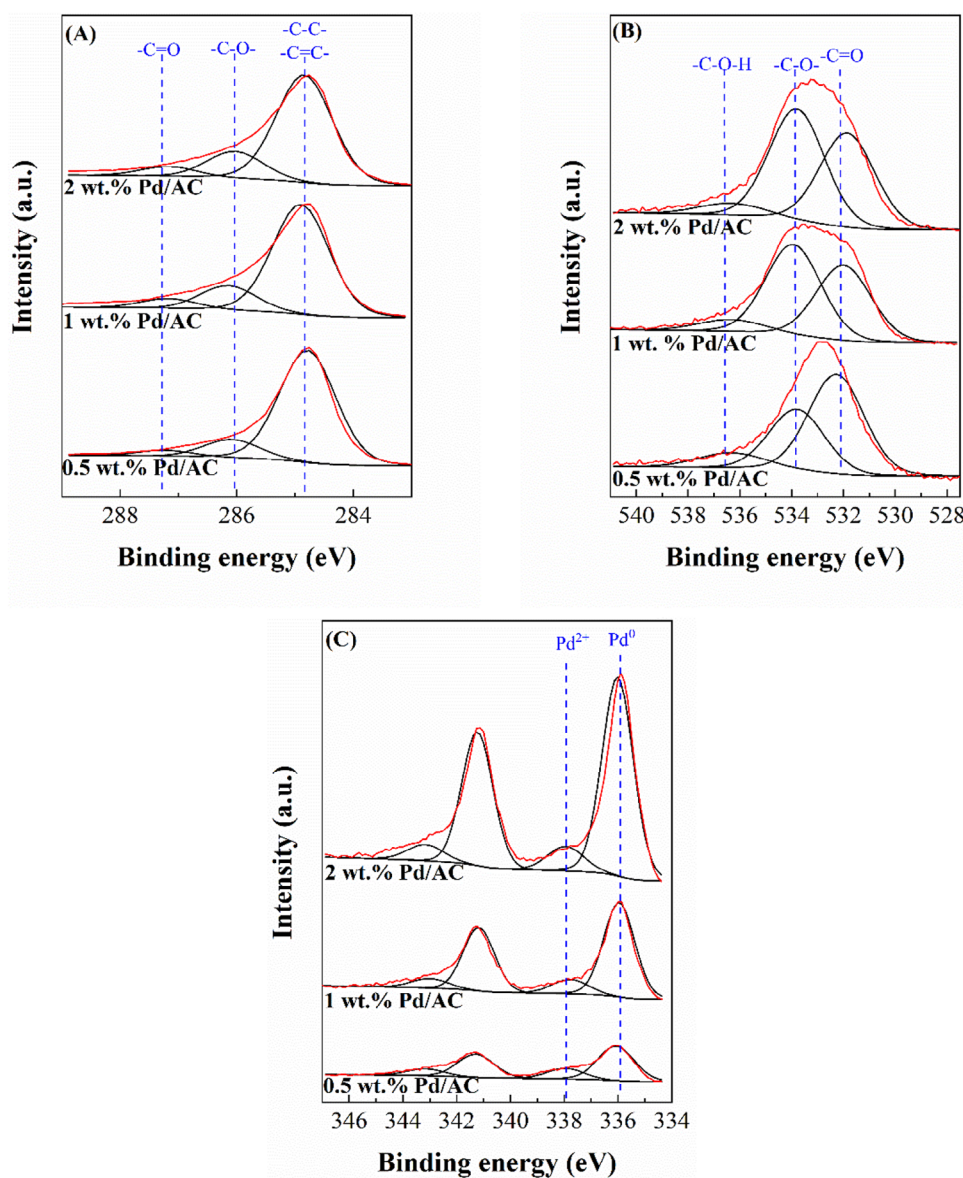 (A)
-C=O
-C-O-
-C-C-
-C=C-
2 wt.% Pd/AC
1 wt.% Pd/AC
0.5 wt.% Pd/AC
Intensity (a.u.)
288
286
284
Binding energy (eV)
(B)
-C-O-H
-C-O-
-C=O
2 wt.% Pd/AC
1 wt. % Pd/AC
0.5 wt.% Pd/AC
Intensity (a.u.)
540 538 536 534 532 530 528
Binding energy (eV)
(C)
Pd²⁺
Pd⁰
2 wt.% Pd/AC
1 wt.% Pd/AC
0.5 wt.% Pd/AC
Intensity (a.u.)
346 344 342 340 338 336 334
Binding energy (eV)